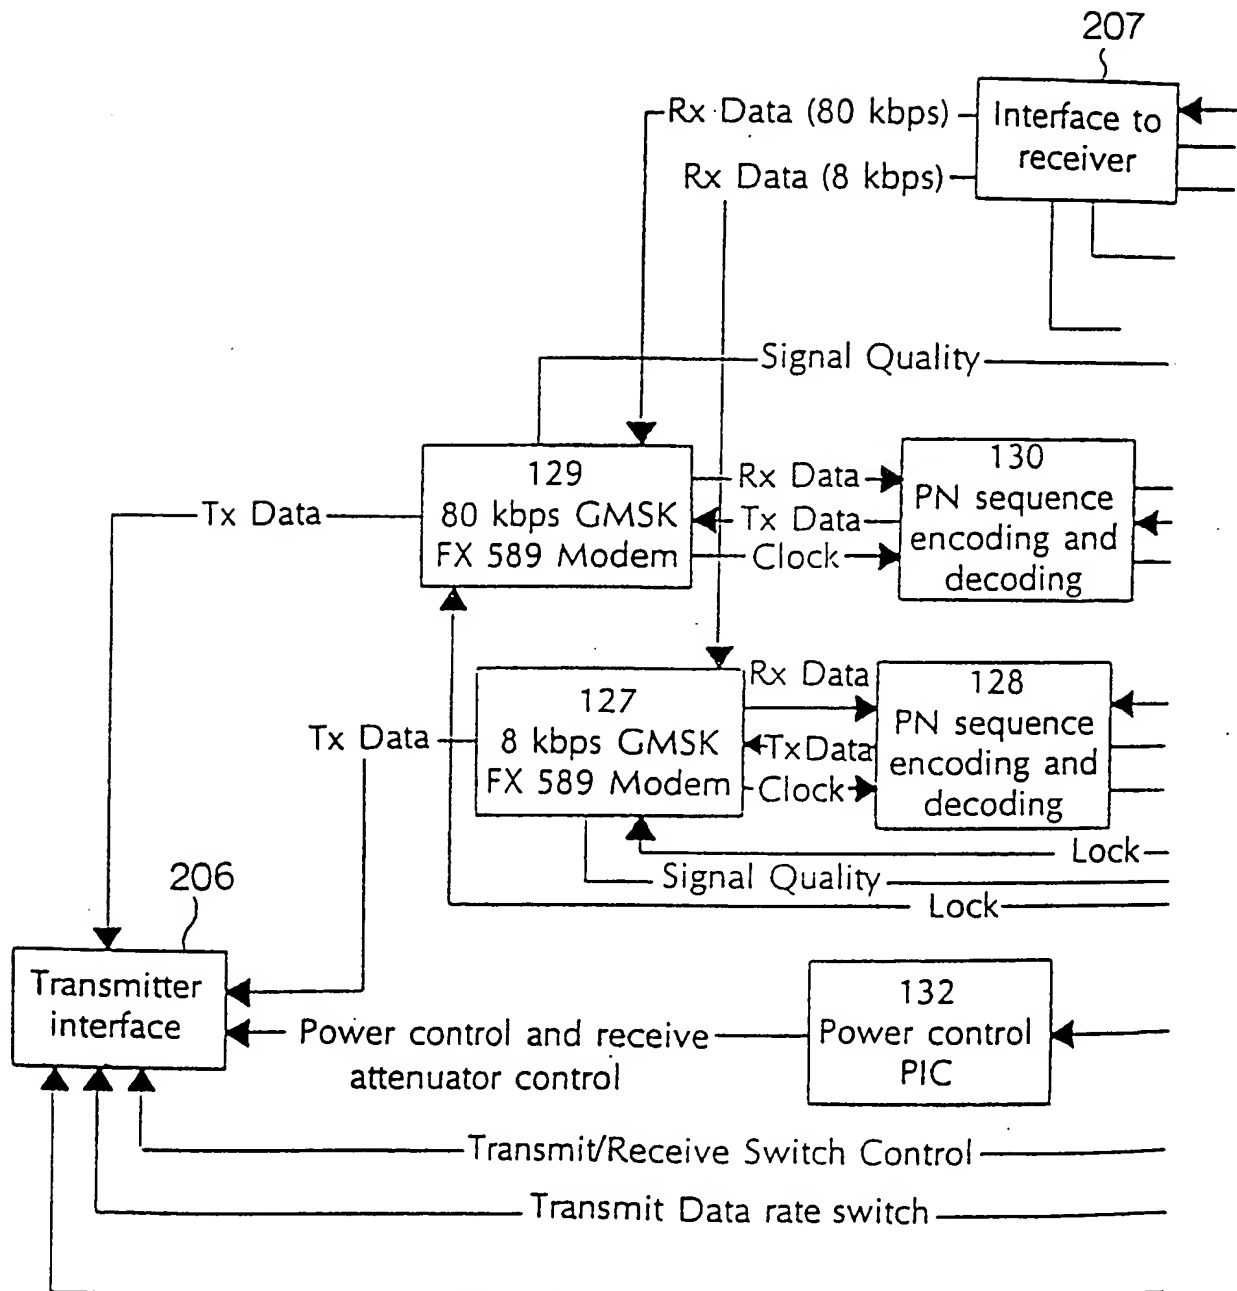 207
Rx Data (80 kbps)
Interface to
receiver
Rx Data (8 kbps)
Signal Quality
129
80 kbps GMSK
FX 589 Modem
Rx Data
Tx Data
Clock
130
PN sequence
encoding and
decoding
Tx Data
127
8 kbps GMSK
FX 589 Modem
Rx Data
TxData
Clock
128
PN sequence
encoding and
decoding
Tx Data
Lock
Signal Quality
Lock
206
Transmitter
interface
132
Power control
PIC
Power control and receive
attenuator control
Transmit/Receive Switch Control
Transmit Data rate switch